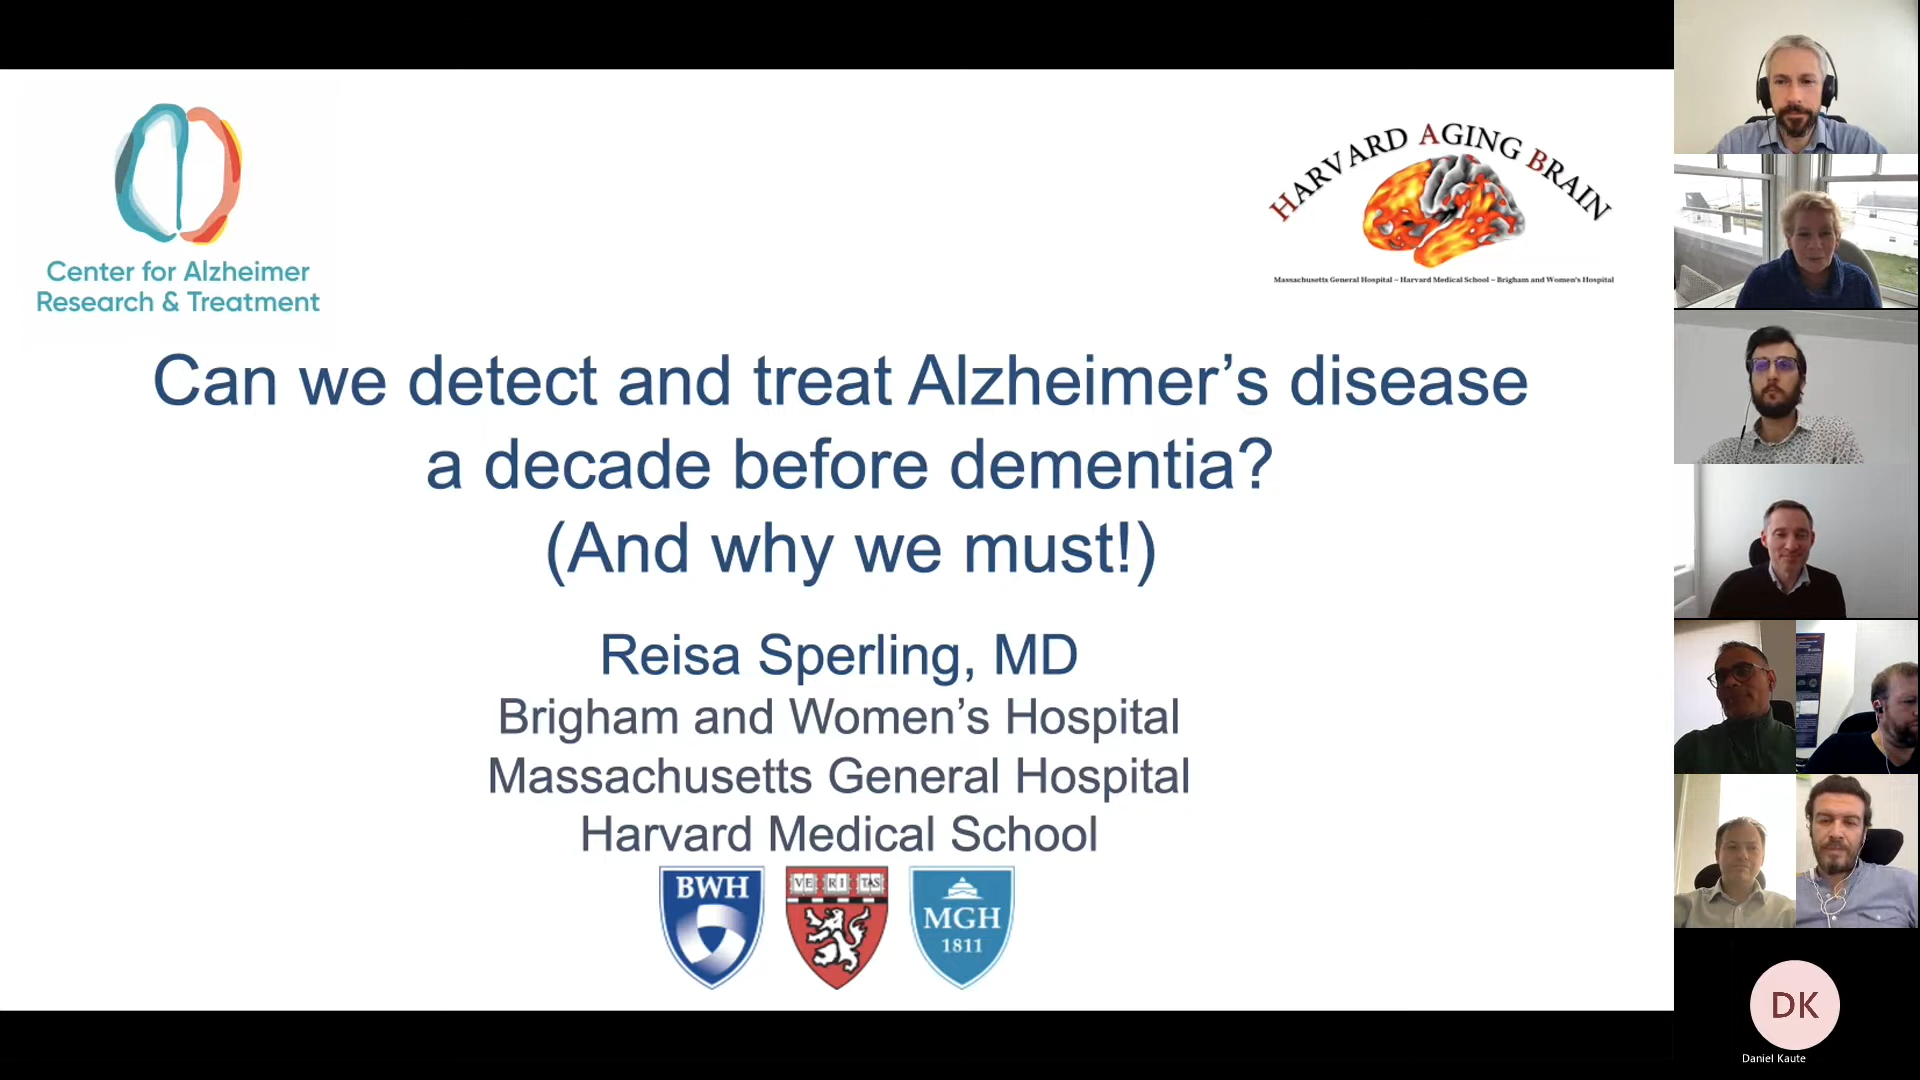 Center for Alzheimer
Research & Treatment
HARVARD AGING BRAIN
Massachusetts General Hospital ~ Harvard Medical School ~ Brigham and Women's Hospital
Can we detect and treat Alzheimer’s disease
a decade before dementia?
(And why we must!)
Reisa Sperling, MD
Brigham and Women’s Hospital
Massachusetts General Hospital
Harvard Medical School
BWH
VE RI TAS
MGH
1811
DK
Daniel Kaute